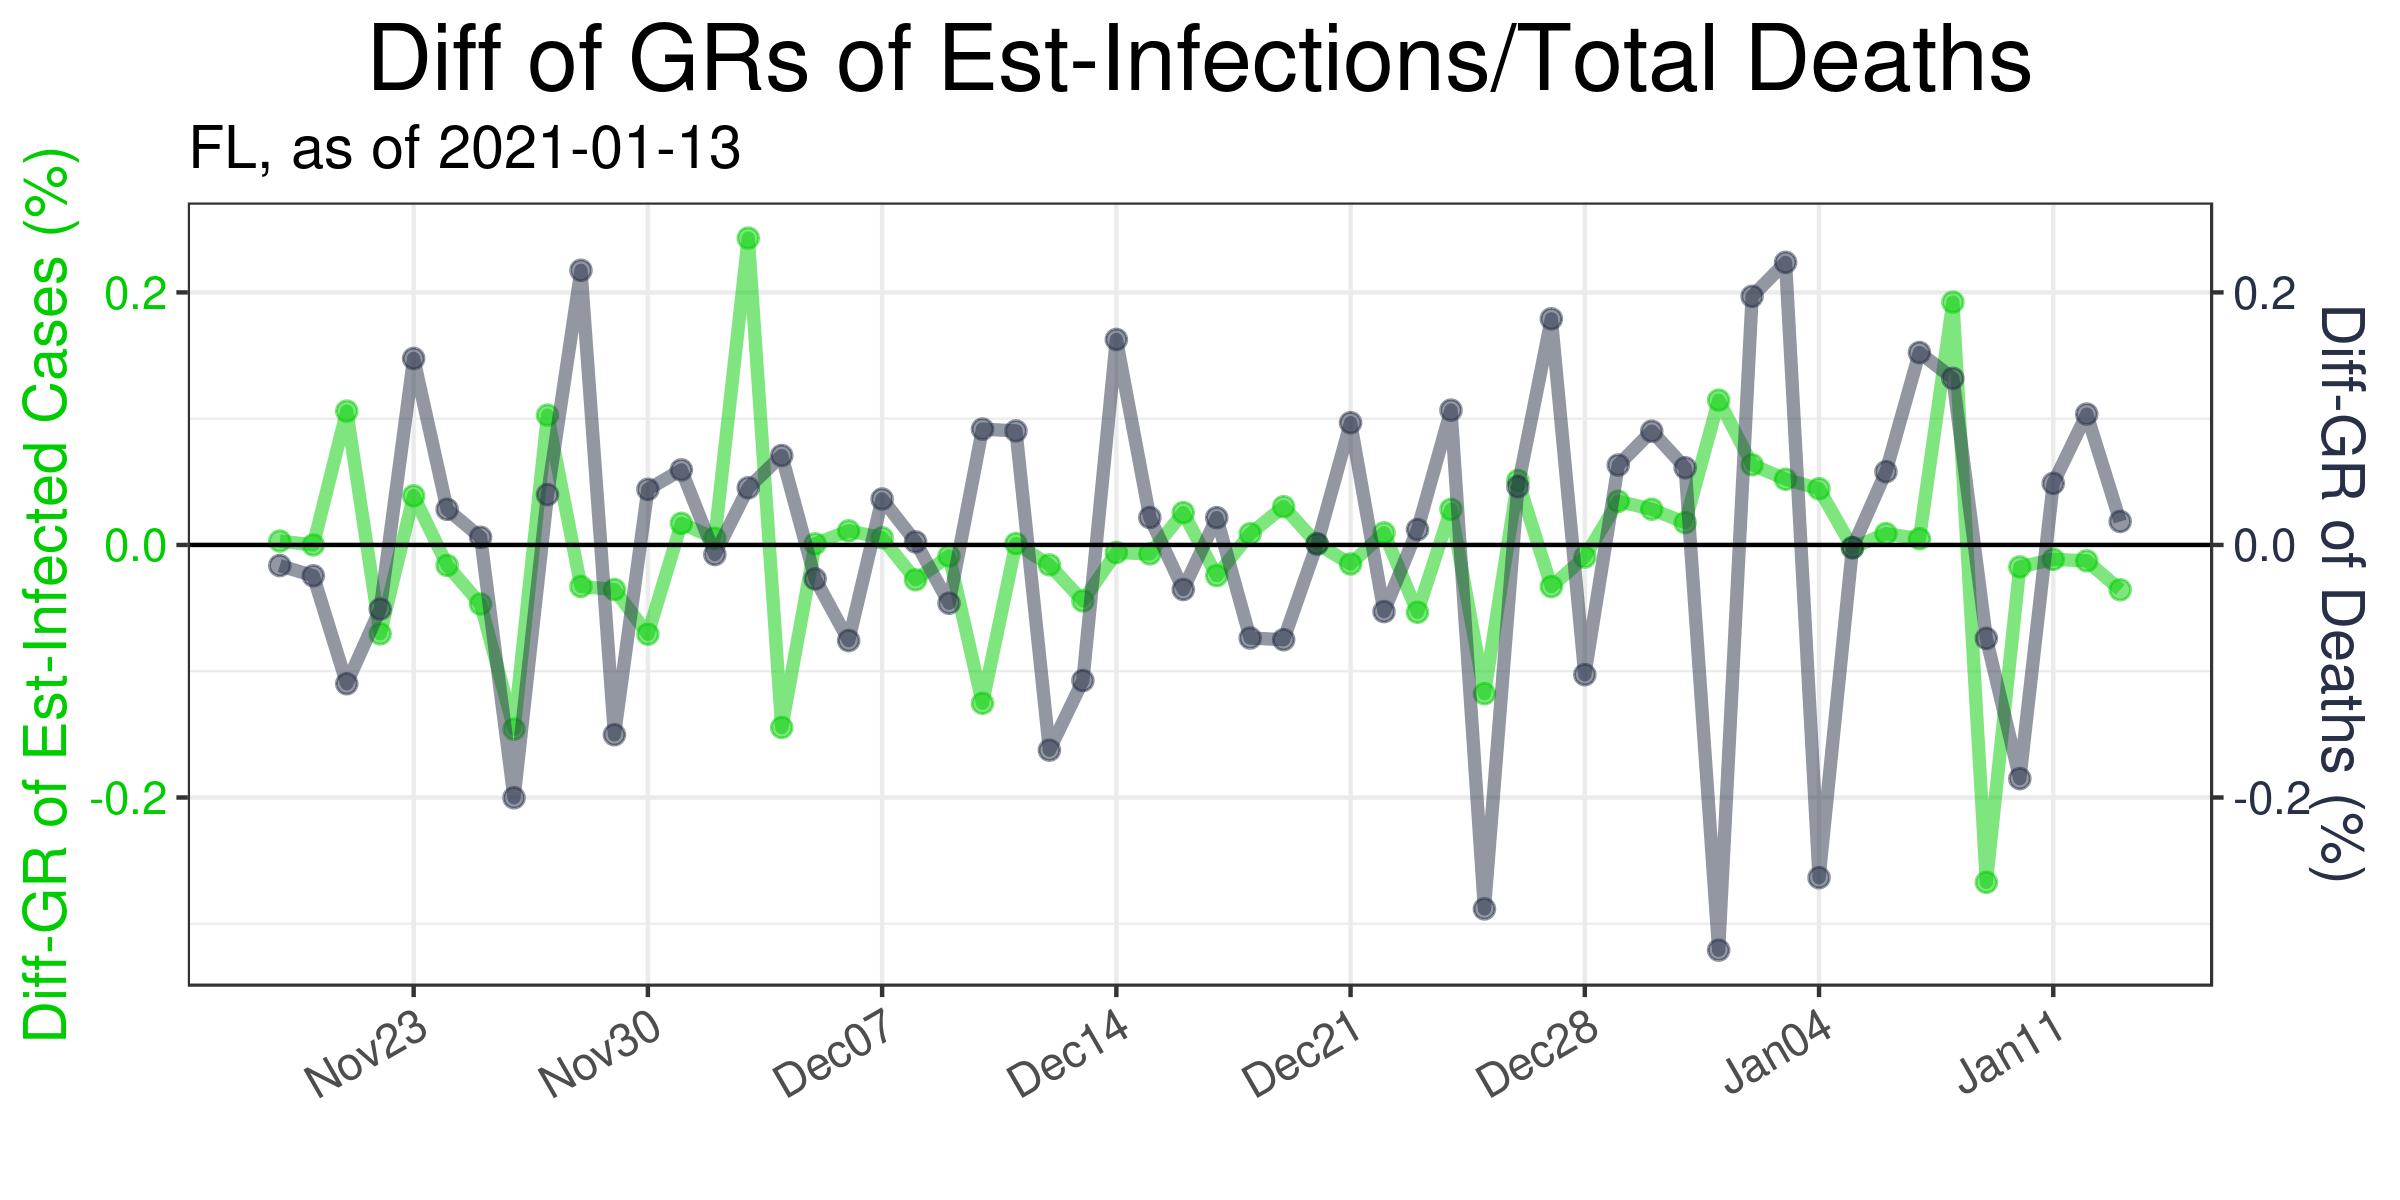 Diff of GRs of Est-Infections/Total Deaths
FL, as of 2021-01-13
Diff-GR of Est-Infected Cases (%)
0.2
0.0
-0.2
0.2
0.0
-0.2
Diff-GR of Deaths (%)
Nov23
Nov30
Dec07
Dec14
Dec21
Dec28
Jan04
Jan11